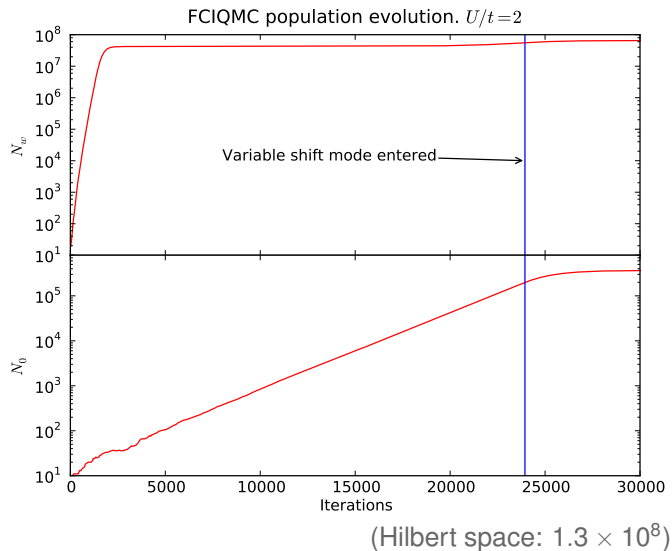 FCIQMC population evolution. U/t=2
10^8
10^7
10^6
10^5
10^4
10^3
10^2
10^1
N_w
Variable shift mode entered
10^5
10^4
10^3
10^2
10^1
N_0
0 5000 10000 15000 20000 25000 30000
Iterations
(Hilbert space: 1.3 × 10^8)